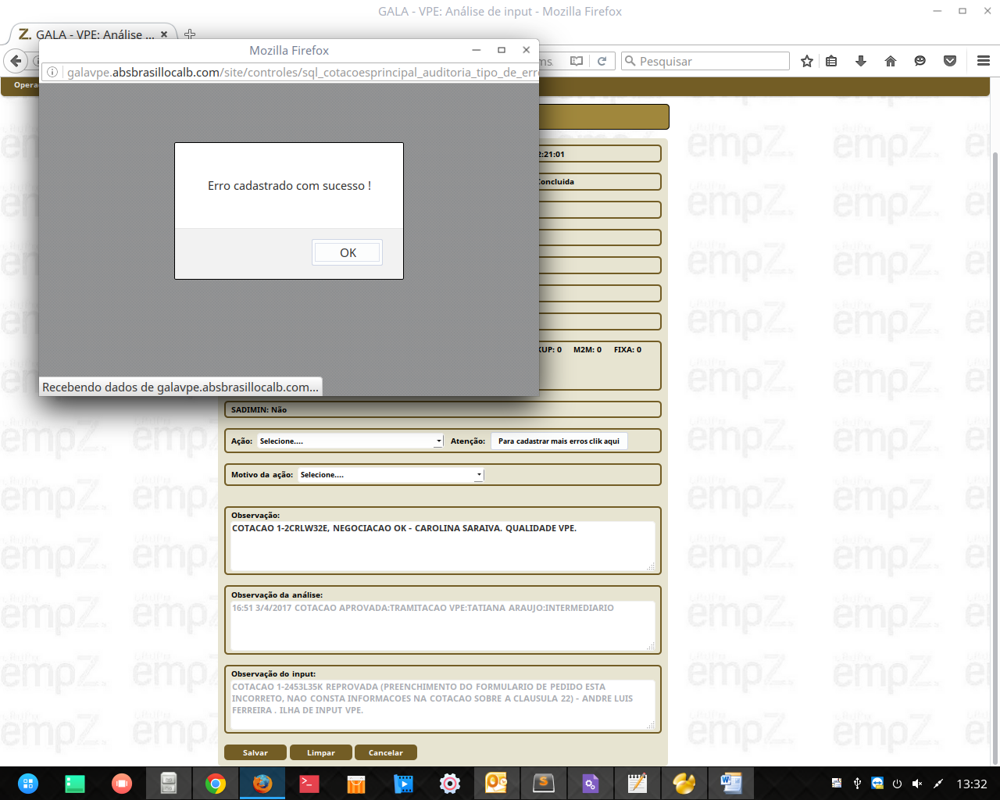 GALA - VPE: Análise de input - Mozilla Firefox
Z. GALA - VPE: Análise ...
Mozilla Firefox
galavpe.absbrasillocalb.com/site/controles/sql_cotacoesprincipal_auditoria_tipo_de_erro
Pesquisar
Opera
2:21:01
Erro cadastrado com sucesso !
Concluida
OK
KUP: 0 M2M: 0 FIXA: 0
Recebendo dados de galavpe.absbrasillocalb.com...
SADIMIN: Não
Ação: Selecione.... Atenção: Para cadastrar mais erros clik aqui
Motivo da ação: Selecione....
Observação:
COTACAO 1-2CRLW32E, NEGOCIACAO OK - CAROLINA SARAIVA. QUALIDADE VPE.
Observação da análise:
16:51 3/4/2017 COTACAO APROVADA:TRAMITACAO VPE:TATIANA ARAUJO:INTERMEDIARIO
Observação do input:
COTACAO 1-2453L35K REPROVADA (PREENCHIMENTO DO FORMULARIO DE PEDIDO ESTA
INCORRETO, NAO CONSTA INFORMACOES NA COTACAO SOBRE A CLAUSULA 22) - ANDRE LUIS
FERREIRA . ILHA DE INPUT VPE.
Salvar Limpar Cancelar
13:32